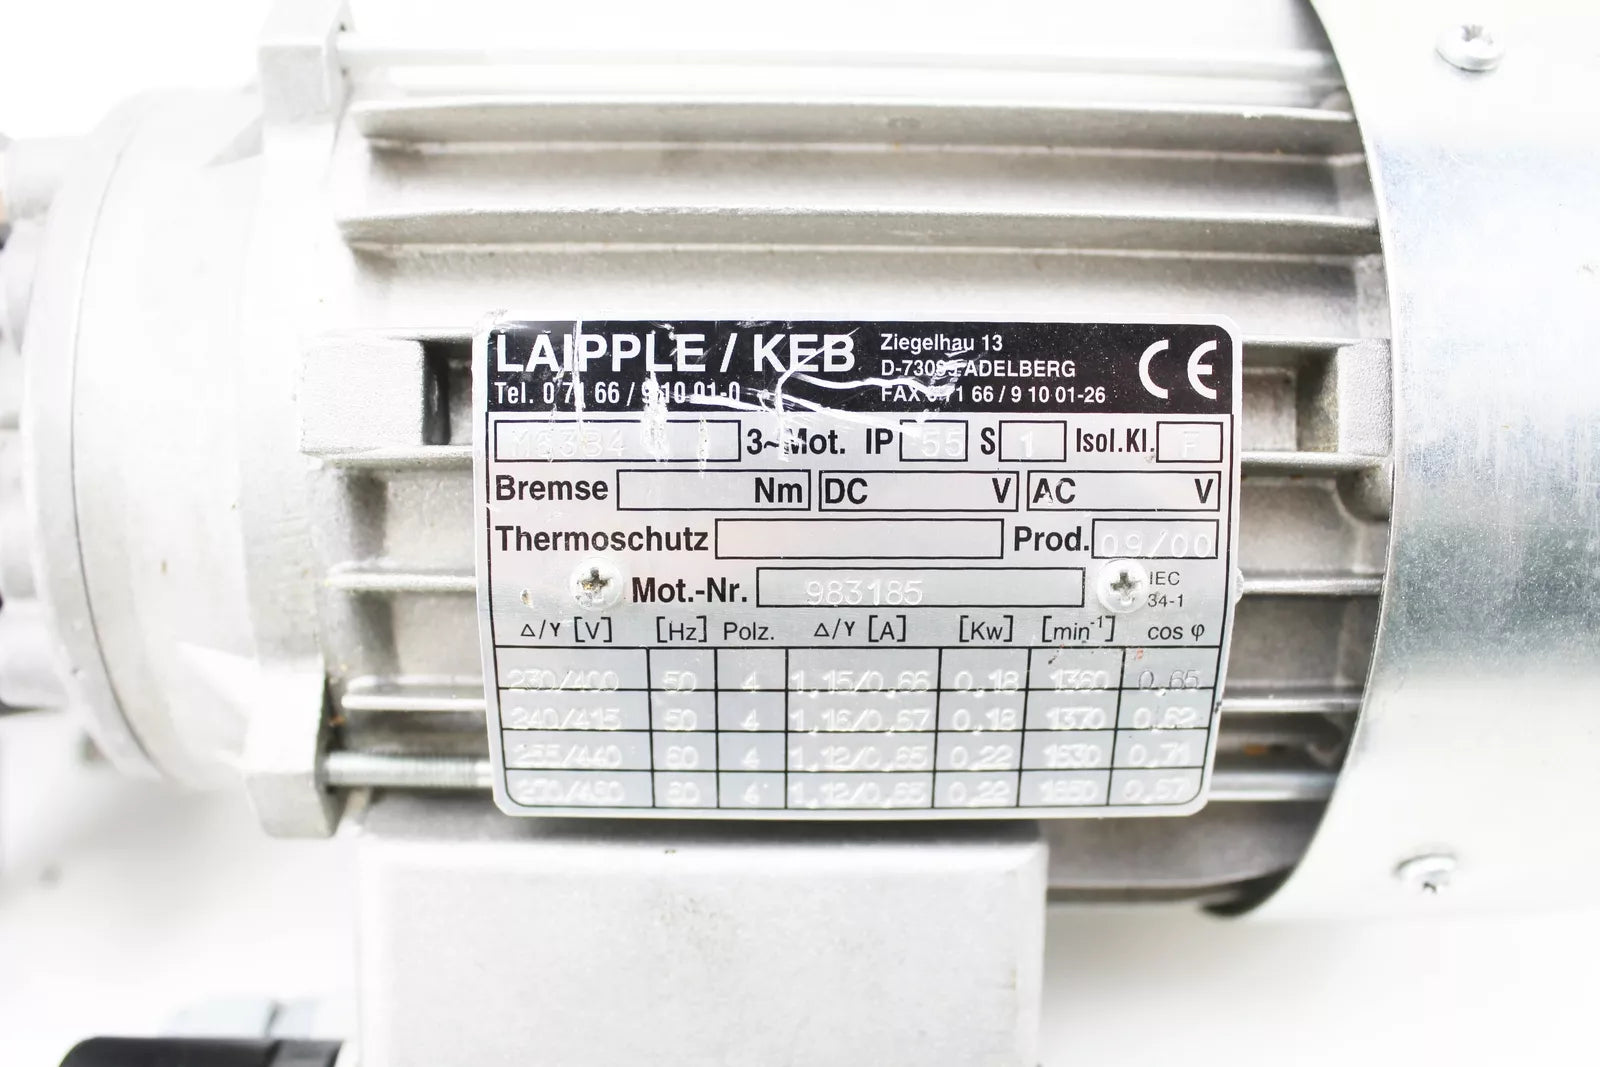 LAIPPLE / KEB
Ziegelhau 13
D-73099 ADELBERG
Tel. 0 71 66 / 9 10 01-0
FAX 0 71 66 / 9 10 01-26
CE
3~Mot. IP 55 S 1 Isol.Kl. F
Bremse Nm DC V AC V
Thermoschutz Prod. 09/00
Mot.-Nr. 983185 IEC 34-1
Δ/Y [V] [Hz] Polz. Δ/Y [A] [Kw] [min⁻¹] cos φ
230/400 50 4 1,15/0,66 0,18 1360 0,65
240/415 50 4 1,16/0,67 0,18 1370 0,62
255/440 60 4 1,12/0,65 0,22 1630 0,71
60 4 1,12/0,65 0,22 1650 0,67